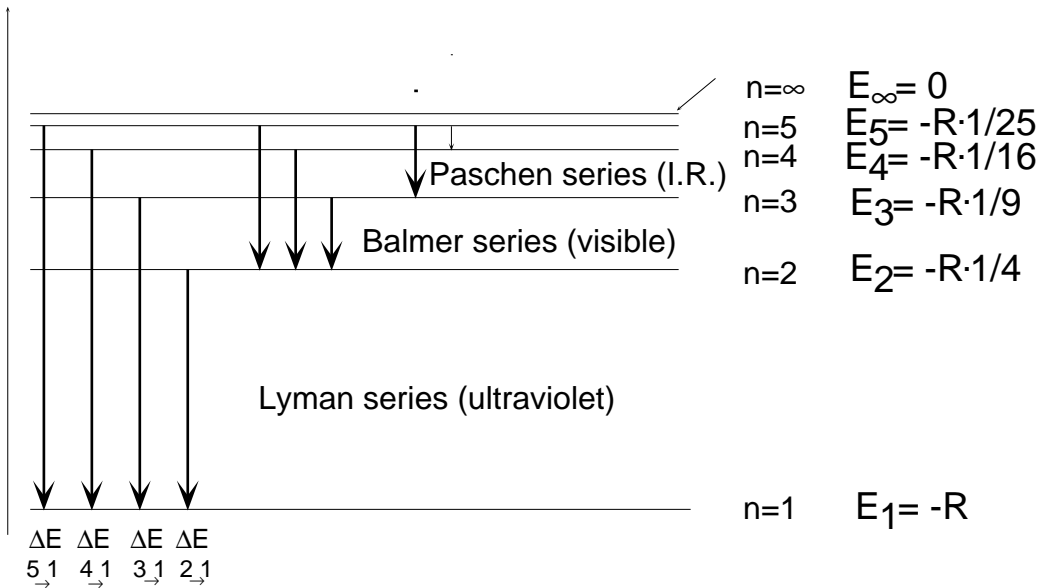 n=∞ E∞= 0
n=5 E5= -R·1/25
n=4 E4= -R·1/16
Paschen series (I.R.)
n=3 E3= -R·1/9
Balmer series (visible)
n=2 E2= -R·1/4
Lyman series (ultraviolet)
n=1 E1= -R
ΔE ΔE ΔE ΔE
5→1 4→1 3→1 2→1